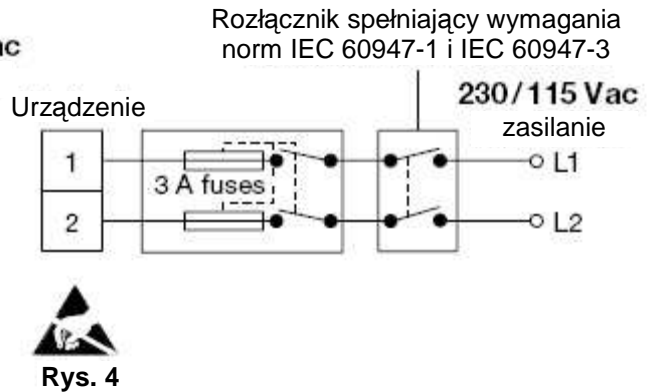 Rozłącznik spełniający wymagania
norm IEC 60947-1 i IEC 60947-3
ac
230/115 Vac
zasilanie
Urządzenie
1
3 A fuses
L1
2
L2
Rys. 4